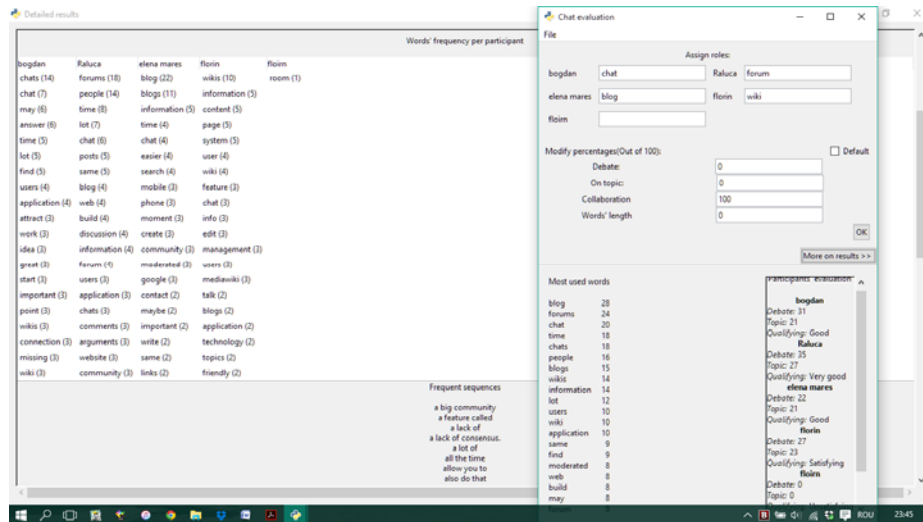 Detailed results
Words' frequency per participant
bogdan Raluca elena mares florin floirn
chats (14) forums (18) blog (22) wikis (10) room (1)
chat (7) people (14) blogs (11) information (5)
may (6) time (8) information (5) content (5)
answer (6) lot (7) time (4) page (5)
time (5) chat (6) chat (4) system (5)
lot (5) posts (5) easier (4) user (4)
find (5) same (5) search (4) wiki (4)
users (4) blog (4) mobile (3) feature (3)
application (4) web (4) phone (3) chat (3)
attract (3) build (4) moment (3) info (3)
work (3) discussion (4) create (3) edit (3)
idea (3) information (4) community (3) management (3)
great (3) forum (4) moderated (3) users (3)
start (3) users (3) google (3) mediawiki (3)
important (3) application (3) contact (2) talk (2)
point (3) chats (3) maybe (2) blogs (2)
wikis (3) comments (3) important (2) application (2)
connection (3) arguments (3) write (2) technology (2)
missing (3) website (3) same (2) topics (2)
wiki (3) community (3) links (2) friendly (2)
Frequent sequences
a big community
a feature called
a lack of
a lack of consensus.
a lot of
all the time
allow you to
also do that
Chat evaluation
File
Assign roles:
bogdan chat Raluca forum
elena mares blog florin wiki
floirn
Modify percentages(Out of 100): Default
Debate: 0
On topic: 0
Collaboration 100
Words' length 0
OK
More on results >>
Most used words
blog 28
forums 24
chat 20
time 18
chats 18
people 16
blogs 15
wikis 14
information 14
lot 12
users 10
wiki 10
application 10
same 9
find 9
moderated 8
web 8
build 8
may 8
forum 8
Participants' evaluation
bogdan
Debate: 31
Topic: 21
Qualifying: Good
Raluca
Debate: 35
Topic: 27
Qualifying: Very good
elena mares
Debate: 22
Topic: 21
Qualifying: Good
florin
Debate: 27
Topic: 23
Qualifying: Satisfying
floirn
Debate: 0
Topic: 0
ROU 23:45